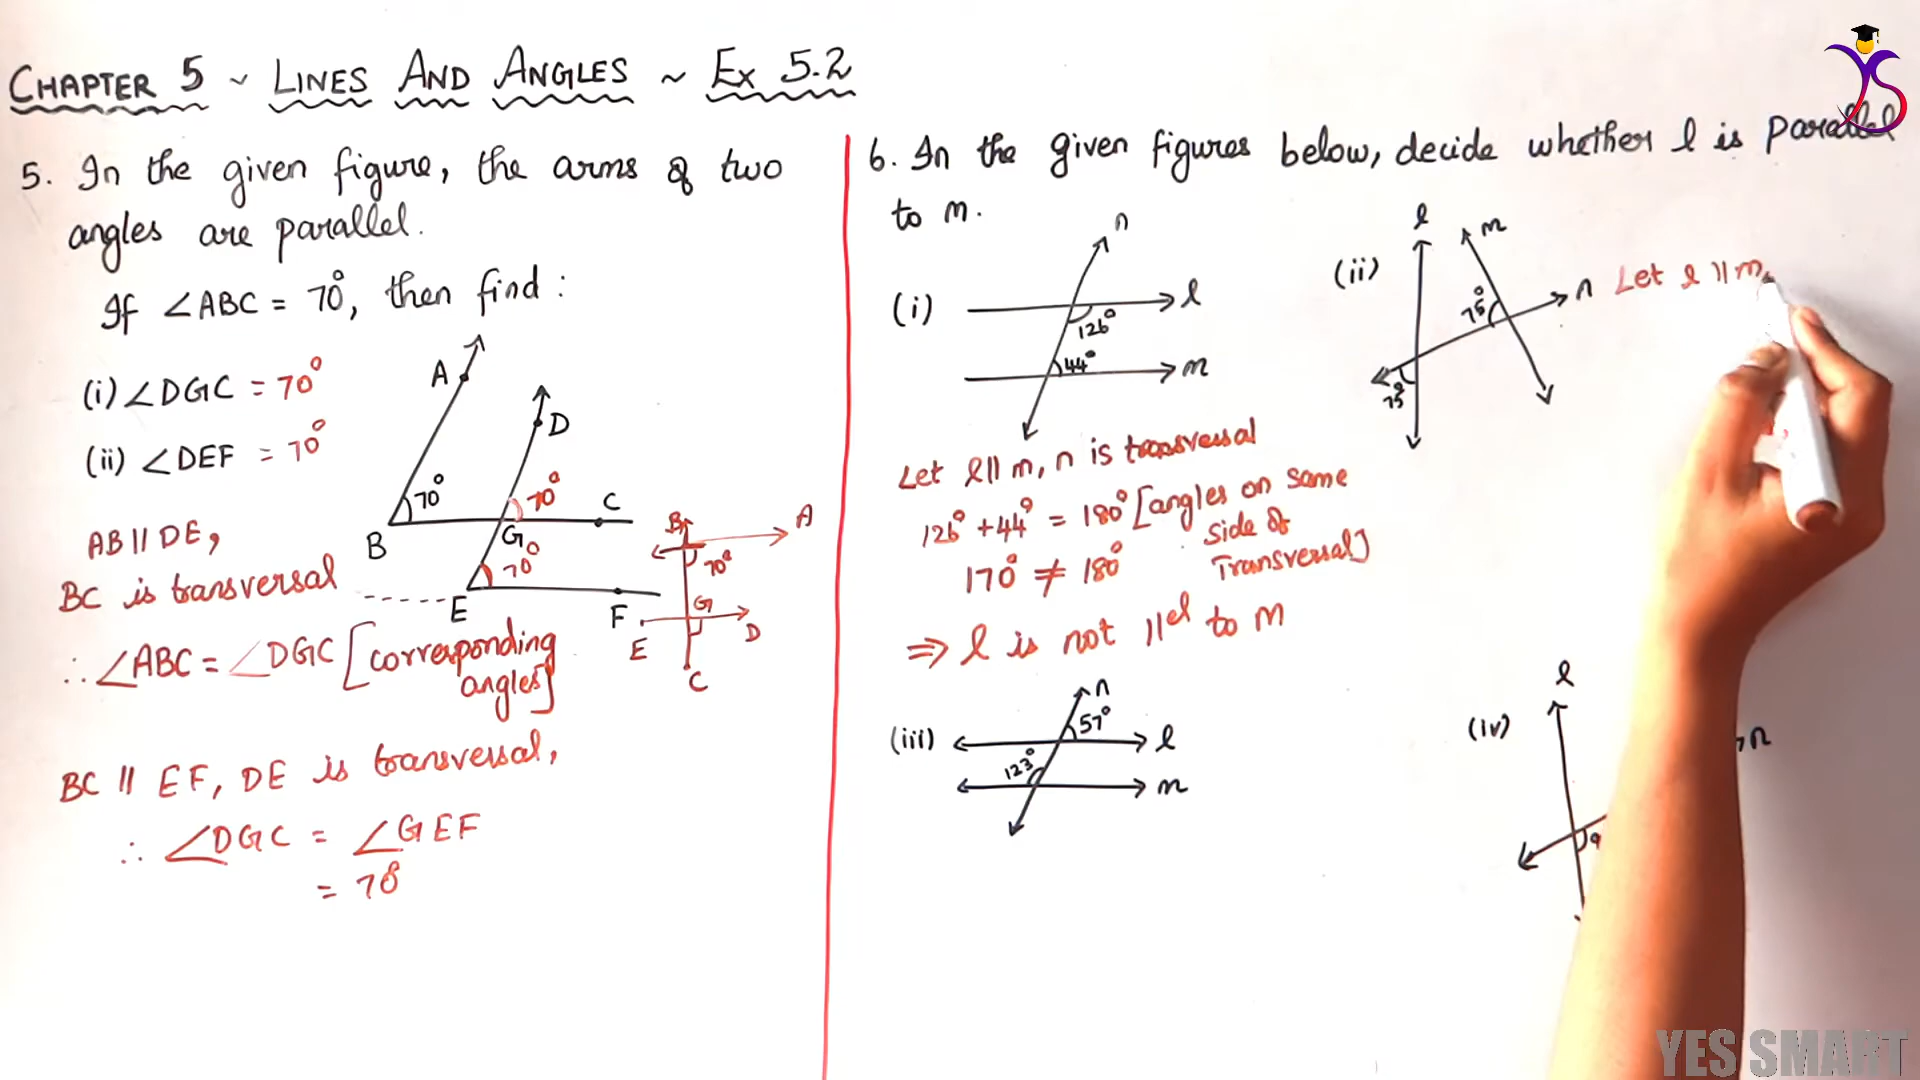 CHAPTER 5 ~ LINES AND ANGLES ~ Ex 5.2
5. In the given figure, the arms of two
angles are parallel.
If ∠ABC = 70°, then find :
(i) ∠DGC = 70°
(ii) ∠DEF = 70°
A
D
70°
70°
C
B
G
70°
E
F
AB || DE,
BC is transversal
∴ ∠ABC = ∠DGC [corresponding
angles]
B
A
70°
G
E
D
C
BC || EF, DE is transversal,
∴ ∠DGC = ∠GEF
= 70°
6. In the given figures below, decide whether l is parallel
to m.
(i)
n
l
126°
44°
m
Let l || m, n is transversal
126° + 44° = 180° [angles on same
side of
Transversal]
170° ≠ 180°
⇒ l is not ||el to m
(ii)
l
m
n
75°
75°
Let l || m,
(iii)
n
57°
l
123°
m
(iv)
l
n
YES SMART